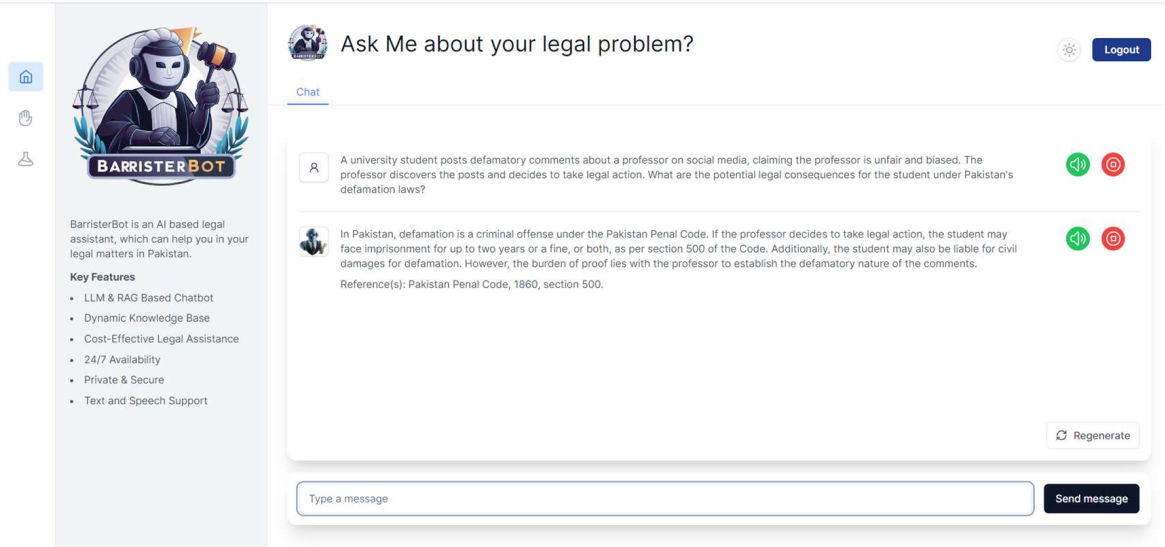 BARRISTERBOT
Ask Me about your legal problem?
Logout
BARRISTERBOT
Chat
A university student posts defamatory comments about a professor on social media, claiming the professor is unfair and biased. The
professor discovers the posts and decides to take legal action. What are the potential legal consequences for the student under Pakistan's
defamation laws?
In Pakistan, defamation is a criminal offense under the Pakistan Penal Code. If the professor decides to take legal action, the student may
face imprisonment for up to two years or a fine, or both, as per section 500 of the Code. Additionally, the student may also be liable for civil
damages for defamation. However, the burden of proof lies with the professor to establish the defamatory nature of the comments.
Reference(s): Pakistan Penal Code, 1860, section 500.
BarristerBot is an AI based legal
assistant, which can help you in your
legal matters in Pakistan.
Key Features
• LLM & RAG Based Chatbot
• Dynamic Knowledge Base
• Cost-Effective Legal Assistance
• 24/7 Availability
• Private & Secure
• Text and Speech Support
Regenerate
Type a message
Send message